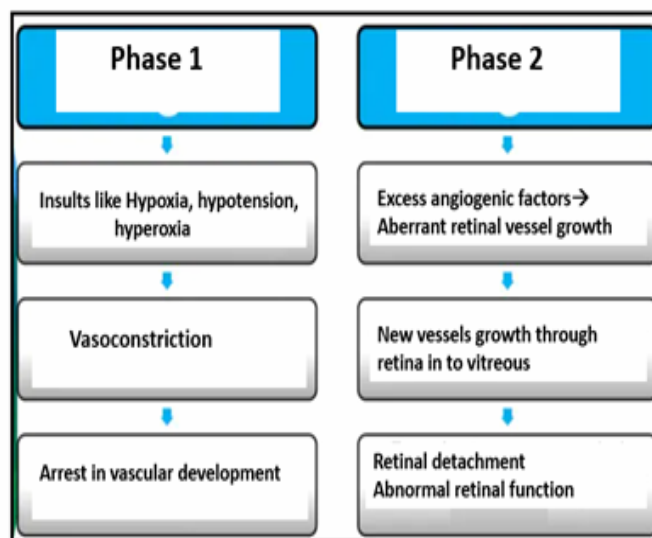 Phase 1
Insults like Hypoxia, hypotension,
hyperoxia
Vasoconstriction
Arrest in vascular development
Phase 2
Excess angiogenic factors→
Aberrant retinal vessel growth
New vessels growth through
retina in to vitreous
Retinal detachment
Abnormal retinal function